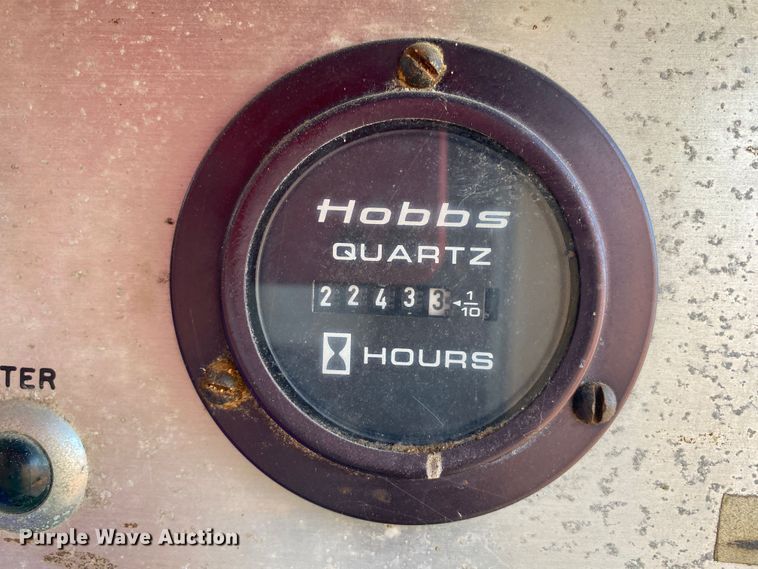 Hobbs
QUARTZ
22433 1/10
HOURS
TER
Purple Wave Auction